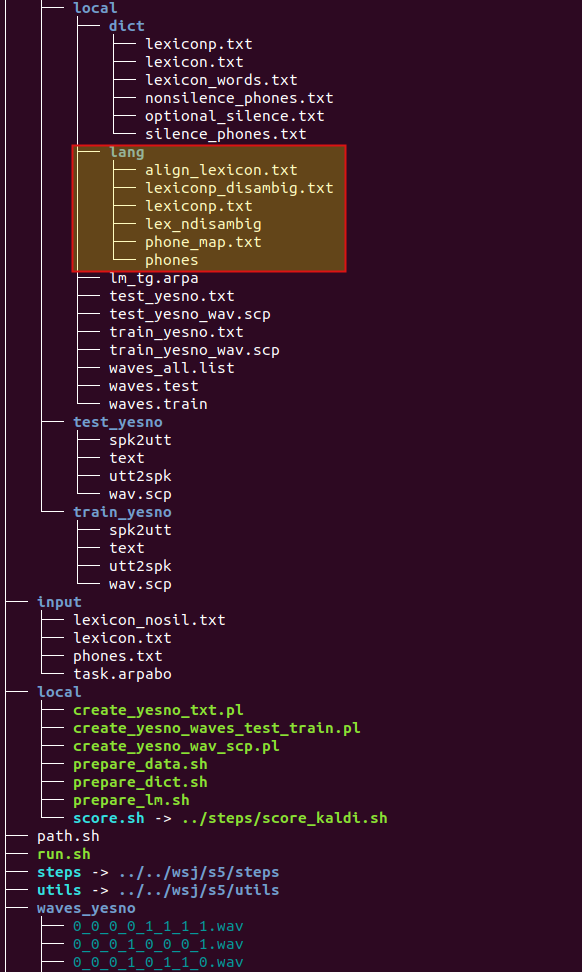 local
dict
lexiconp.txt
lexicon.txt
lexicon_words.txt
nonsilence_phones.txt
optional_silence.txt
silence_phones.txt
lang
align_lexicon.txt
lexiconp_disambig.txt
lexiconp.txt
lex_ndisambig
phone_map.txt
phones
lm_tg.arpa
test_yesno.txt
test_yesno_wav.scp
train_yesno.txt
train_yesno_wav.scp
waves_all.list
waves.test
waves.train
test_yesno
spk2utt
text
utt2spk
wav.scp
train_yesno
spk2utt
text
utt2spk
wav.scp
input
lexicon_nosil.txt
lexicon.txt
phones.txt
task.arpabo
local
create_yesno_txt.pl
create_yesno_waves_test_train.pl
create_yesno_wav_scp.pl
prepare_data.sh
prepare_dict.sh
prepare_lm.sh
score.sh -> ../steps/score_kaldi.sh
path.sh
run.sh
steps -> ../../wsj/s5/steps
utils -> ../../wsj/s5/utils
waves_yesno
0_0_0_0_1_1_1_1.wav
0_0_0_1_0_0_0_1.wav
0_0_0_1_0_1_1_0.wav